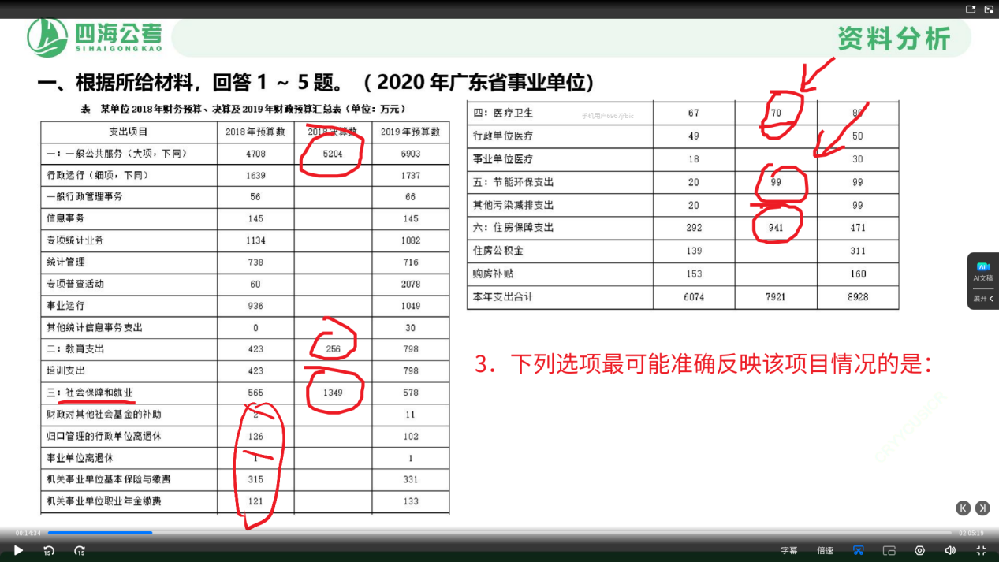 四海公考
SIHAIGONGKAO
资料分析
一、根据所给材料，回答 1 ～ 5 题。（ 2020 年广东省事业单位）
表 某单位 2018 年财务预算、决算及 2019 年财政预算汇总表（单位：万元）
支出项目 2018 年预算数 2018 决算数 2019 年预算数
一：一般公共服务（大项，下同） 4708 5204 6903
行政运行（细项，下同） 1639 1737
一般行政管理事务 56 66
信息事务 145 145
专项统计业务 1134 1082
统计管理 738 716
专项普查活动 60 2078
事业运行 936 1049
其他统计信息事务支出 0 30
二：教育支出 423 256 798
培训支出 423 798
三：社会保障和就业 565 1349 578
财政对其他社会基金的补助 2 11
归口管理的行政单位离退休 126 102
事业单位离退休 1 1
机关事业单位基本保险与缴费 315 331
机关事业单位职业年金缴费 121 133
四：医疗卫生 67 70 80
手机用户6967jfbic
行政单位医疗 49 50
事业单位医疗 18 30
五：节能环保支出 20 99 99
其他污染减排支出 20 99
六：住房保障支出 292 941 471
住房公积金 139 311
购房补贴 153 160
本年支出合计 6074 7921 8928
3．下列选项最可能准确反映该项目情况的是：
AI
AI文稿
展开
00:14:34
02:05:19
15
15
字幕 倍速